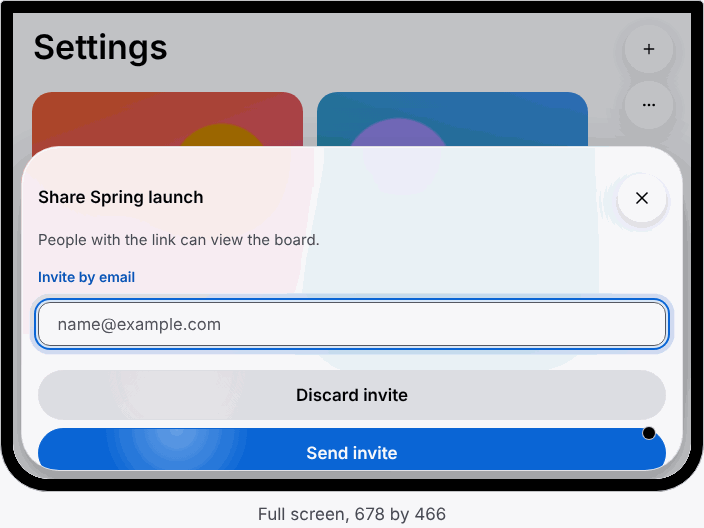 Settings
Share Spring launch
People with the link can view the board.
Invite by email
name@example.com
Discard invite
Send invite
Full screen, 678 by 466